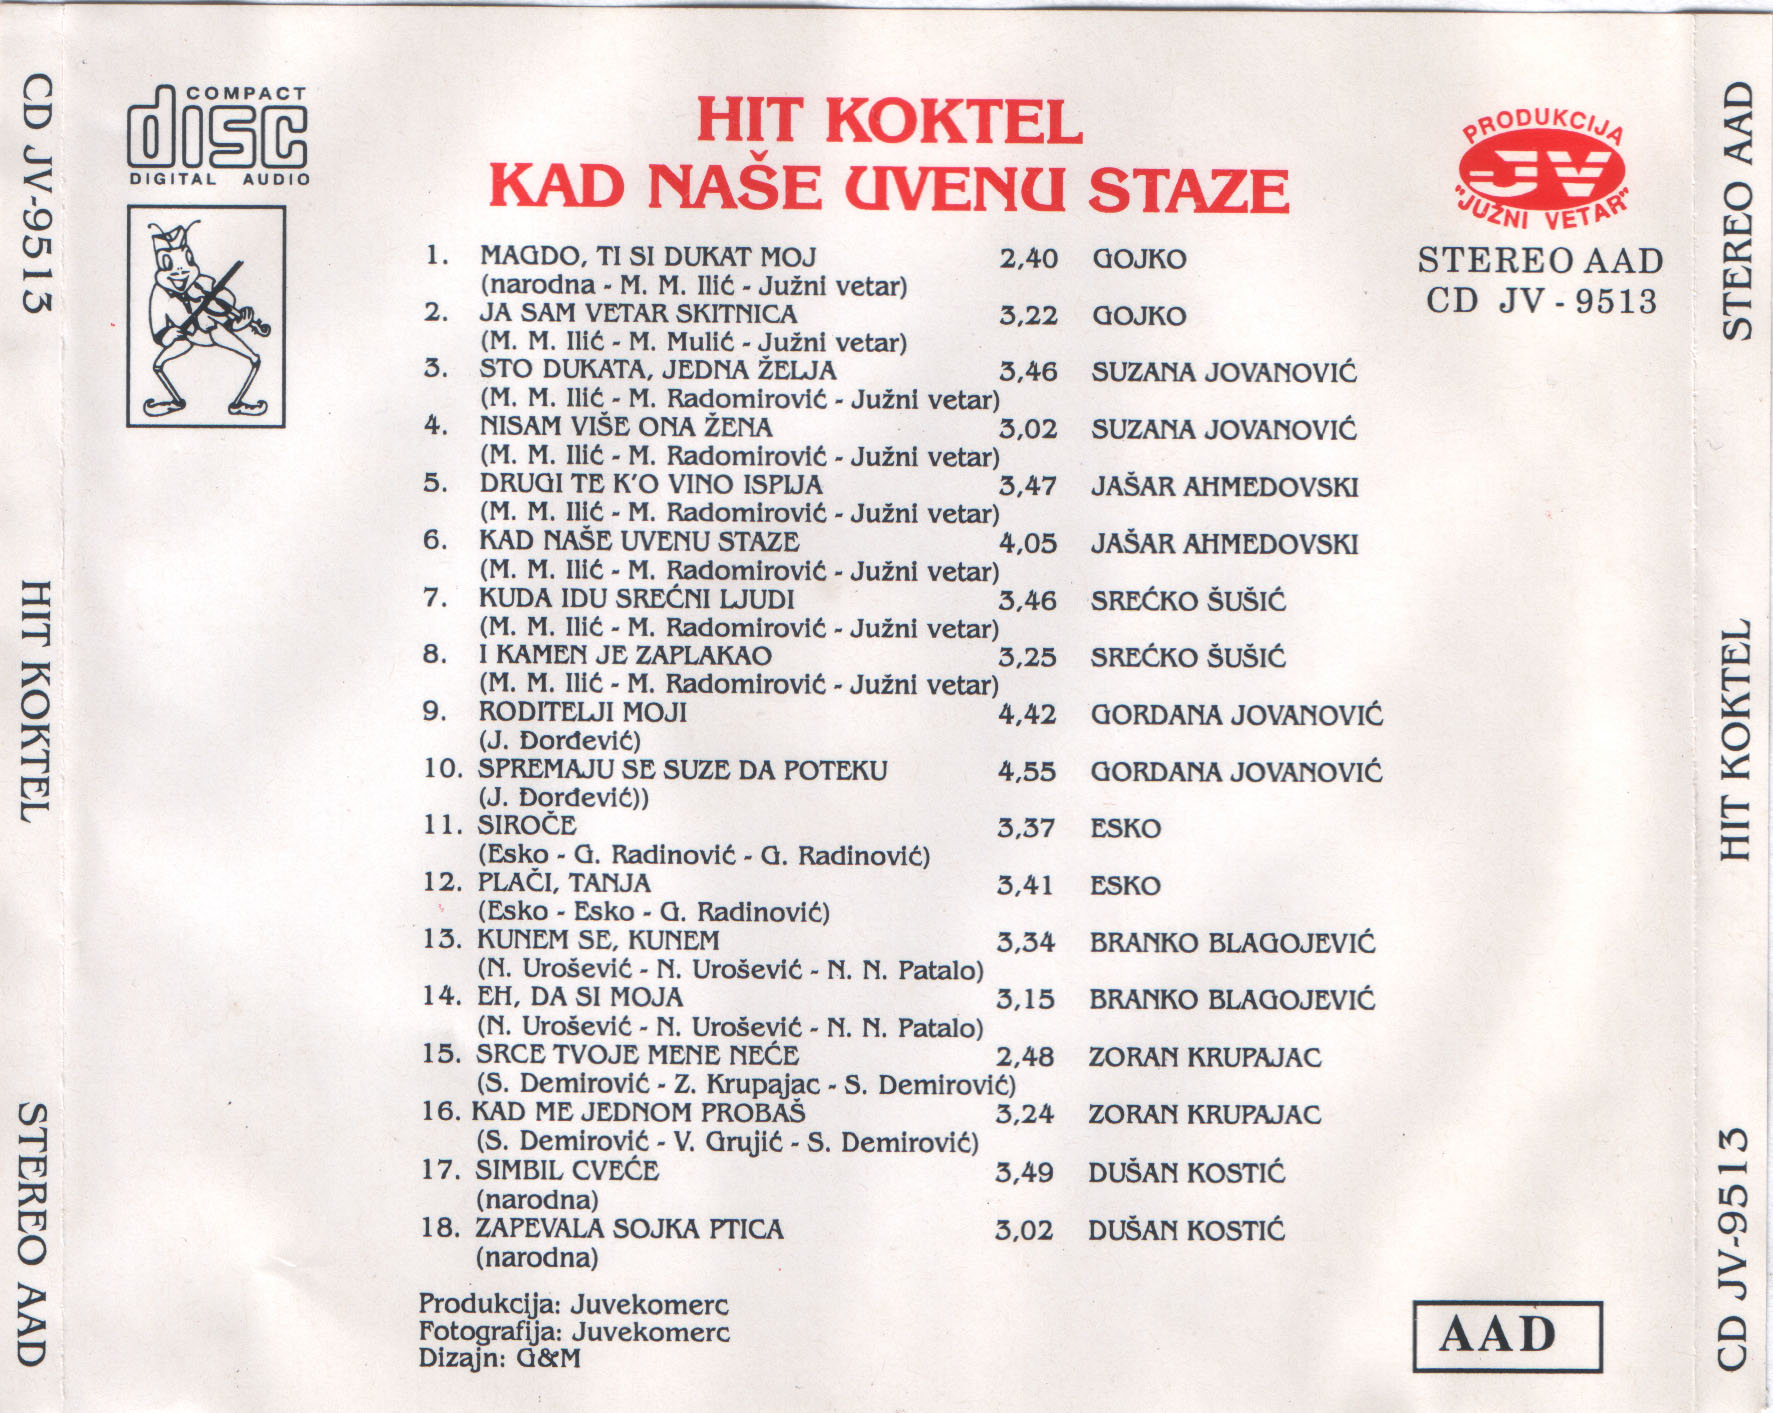 COMPACT
disc
DIGITAL AUDIO
HIT KOKTEL
KAD NAŠE UVENU STAZE
PRODUKCIJA
JV
"JUŽNI VETAR"
STEREO AAD
CD JV - 9513
1. MAGDO, TI SI DUKAT MOJ 2,40 GOJKO
(narodna - M. M. Ilić - Južni vetar)
2. JA SAM VETAR SKITNICA 3,22 GOJKO
(M. M. Ilić - M. Mulić - Južni vetar)
3. STO DUKATA, JEDNA ŽELJA 3,46 SUZANA JOVANOVIĆ
(M. M. Ilić - M. Radomirović - Južni vetar)
4. NISAM VIŠE ONA ŽENA 3,02 SUZANA JOVANOVIĆ
(M. M. Ilić - M. Radomirović - Južni vetar)
5. DRUGI TE K'O VINO ISPIJA 3,47 JAŠAR AHMEDOVSKI
(M. M. Ilić - M. Radomirović - Južni vetar)
6. KAD NAŠE UVENU STAZE 4,05 JAŠAR AHMEDOVSKI
(M. M. Ilić - M. Radomirović - Južni vetar)
7. KUDA IDU SREĆNI LJUDI 3,46 SREĆKO ŠUŠIĆ
(M. M. Ilić - M. Radomirović - Južni vetar)
8. I KAMEN JE ZAPLAKAO 3,25 SREĆKO ŠUŠIĆ
(M. M. Ilić - M. Radomirović - Južni vetar)
9. RODITELJI MOJI 4,42 GORDANA JOVANOVIĆ
(J. Đorđević)
10. SPREMAJU SE SUZE DA POTEKU 4,55 GORDANA JOVANOVIĆ
(J. Đorđević))
11. SIROČE 3,37 ESKO
(Esko - G. Radinović - G. Radinović)
12. PLAČI, TANJA 3,41 ESKO
(Esko - Esko - G. Radinović)
13. KUNEM SE, KUNEM 3,34 BRANKO BLAGOJEVIĆ
(N. Urošević - N. Urošević - N. N. Patalo)
14. EH, DA SI MOJA 3,15 BRANKO BLAGOJEVIĆ
(N. Urošević - N. Urošević - N. N. Patalo)
15. SRCE TVOJE MENE NEĆE 2,48 ZORAN KRUPAJAC
(S. Demirović - Z. Krupajac - S. Demirović)
16. KAD ME JEDNOM PROBAŠ 3,24 ZORAN KRUPAJAC
(S. Demirović - V. Grujić - S. Demirović)
17. SIMBIL CVEĆE 3,49 DUŠAN KOSTIĆ
(narodna)
18. ZAPEVALA SOJKA PTICA 3,02 DUŠAN KOSTIĆ
(narodna)
Produkcija: Juvekomerc
Fotografija: Juvekomerc
Dizajn: G&M
AAD
CD JV-9513 HIT KOKTEL STEREO AAD
CD JV-9513 HIT KOKTEL STEREO AAD